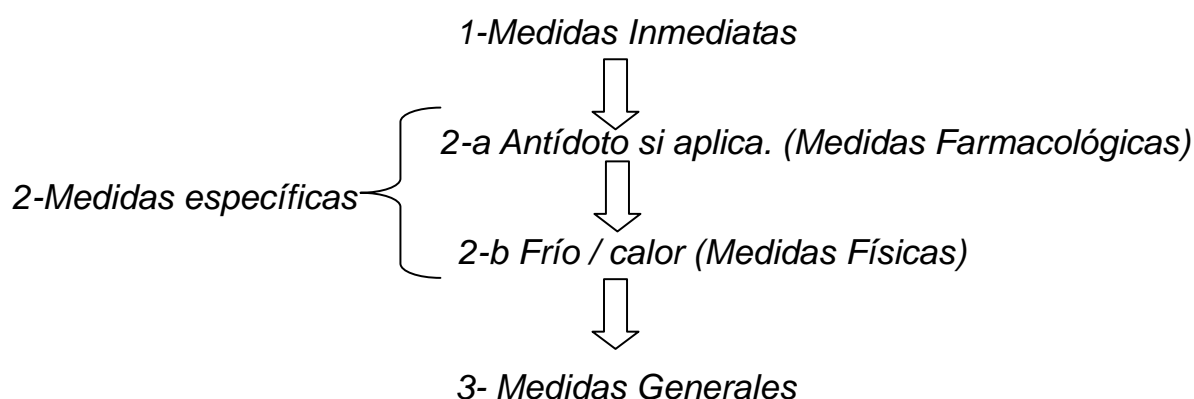 1-Medidas Inmediatas
2-a Antídoto si aplica. (Medidas Farmacológicas)
2-Medidas específicas
2-b Frío / calor (Medidas Físicas)
3- Medidas Generales